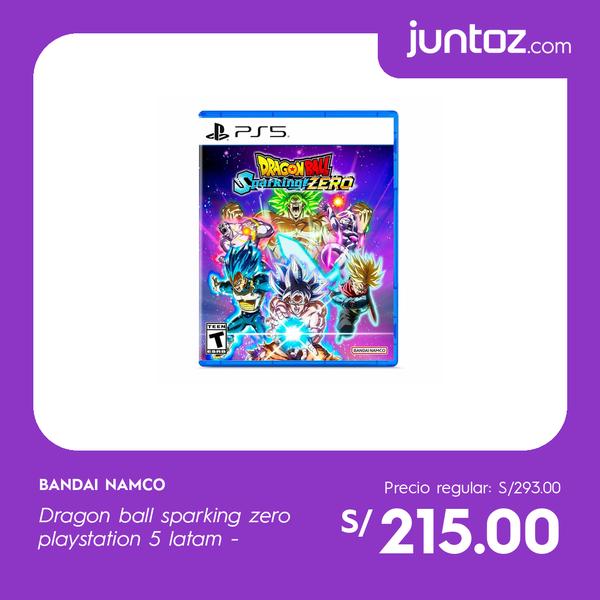 juntoz.com
PS5
DRAGON BALL
Sparking! ZERO
TEEN
T
ESRB
BANDAI NAMCO
BANDAI NAMCO
Dragon ball sparking zero
playstation 5 latam -
Precio regular: S/293.00
S/ 215.00